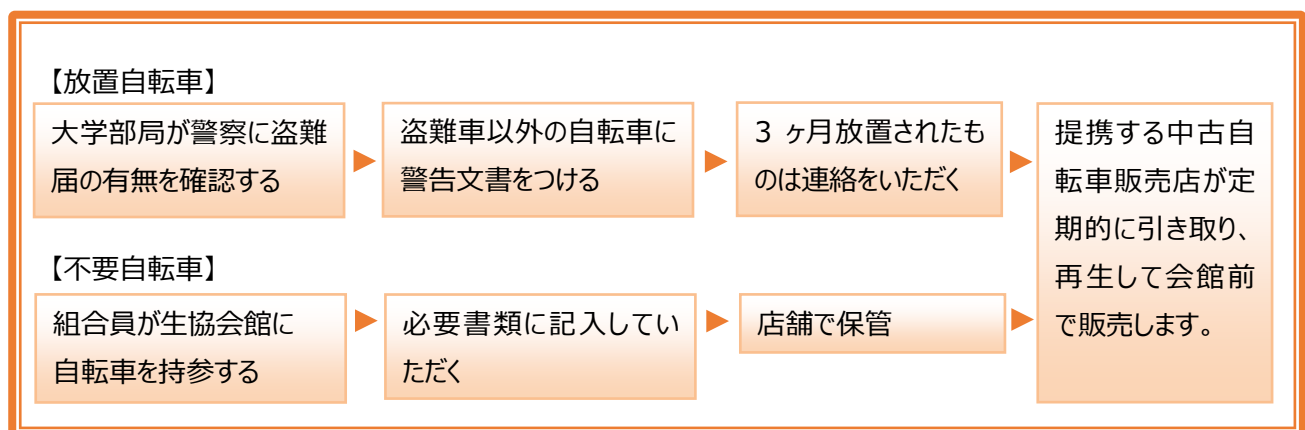 【放置自転車】
大学部局が警察に盗難
届の有無を確認する
盗難車以外の自転車に
警告文書をつける
3 ヶ月放置されたも
のは連絡をいただく
提携する中古自
転車販売店が定
期的に引き取り、
再生して会館前
で販売します。
【不要自転車】
組合員が生協会館に
自転車を持参する
必要書類に記入してい
ただく
店舗で保管